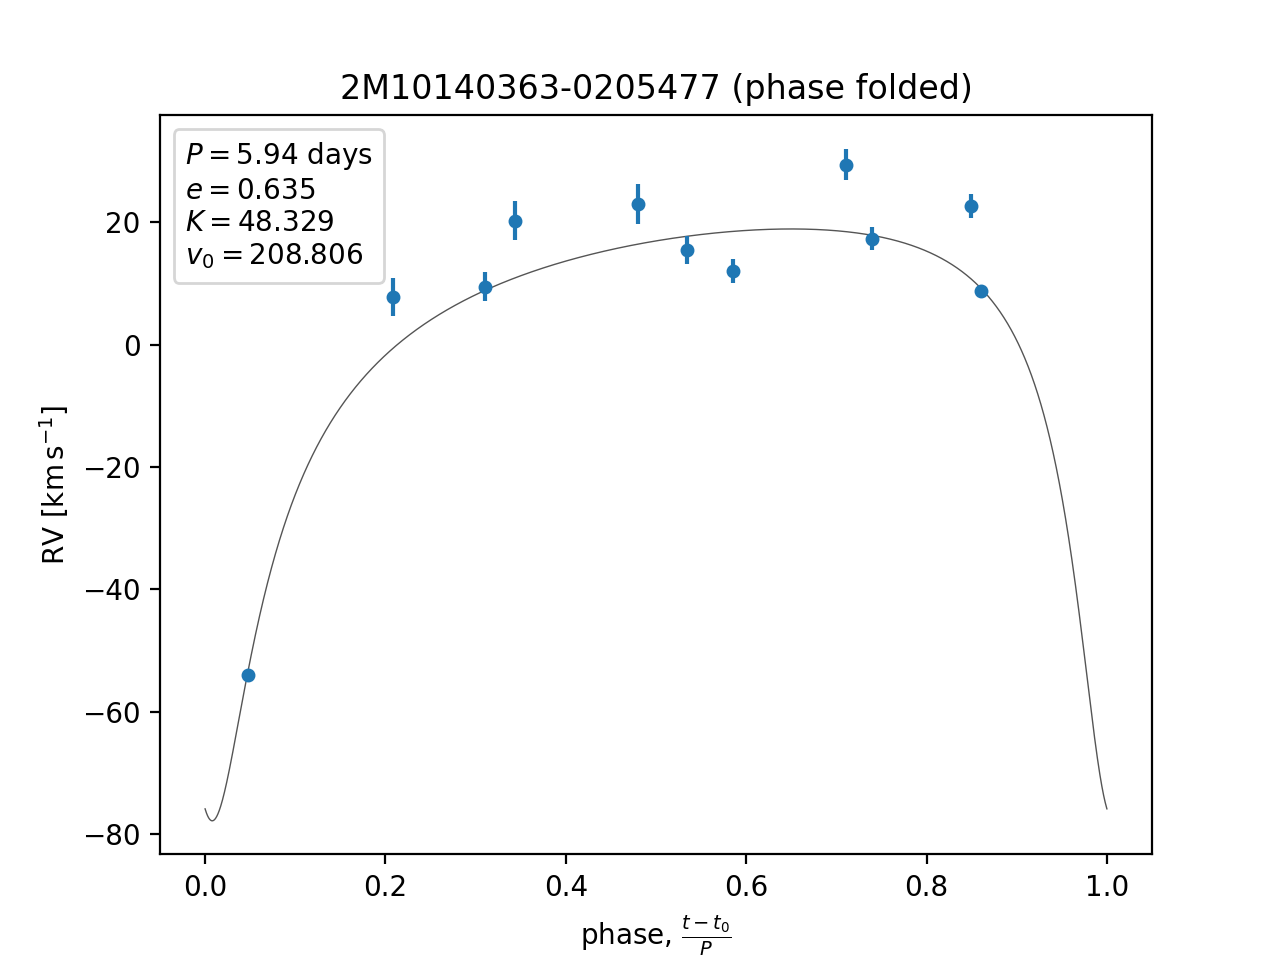 2M10140363-0205477 (phase folded)
P = 5.94 days
e = 0.635
K = 48.329
v₀ = 208.806
20
0
−20
−40
−60
−80
RV [km s⁻¹]
0.0 0.2 0.4 0.6 0.8 1.0
phase, (t − t₀)/P